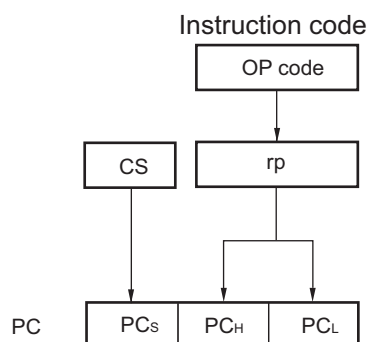 Instruction code
OP code
CS
rp
PC
PCS
PCH
PCL